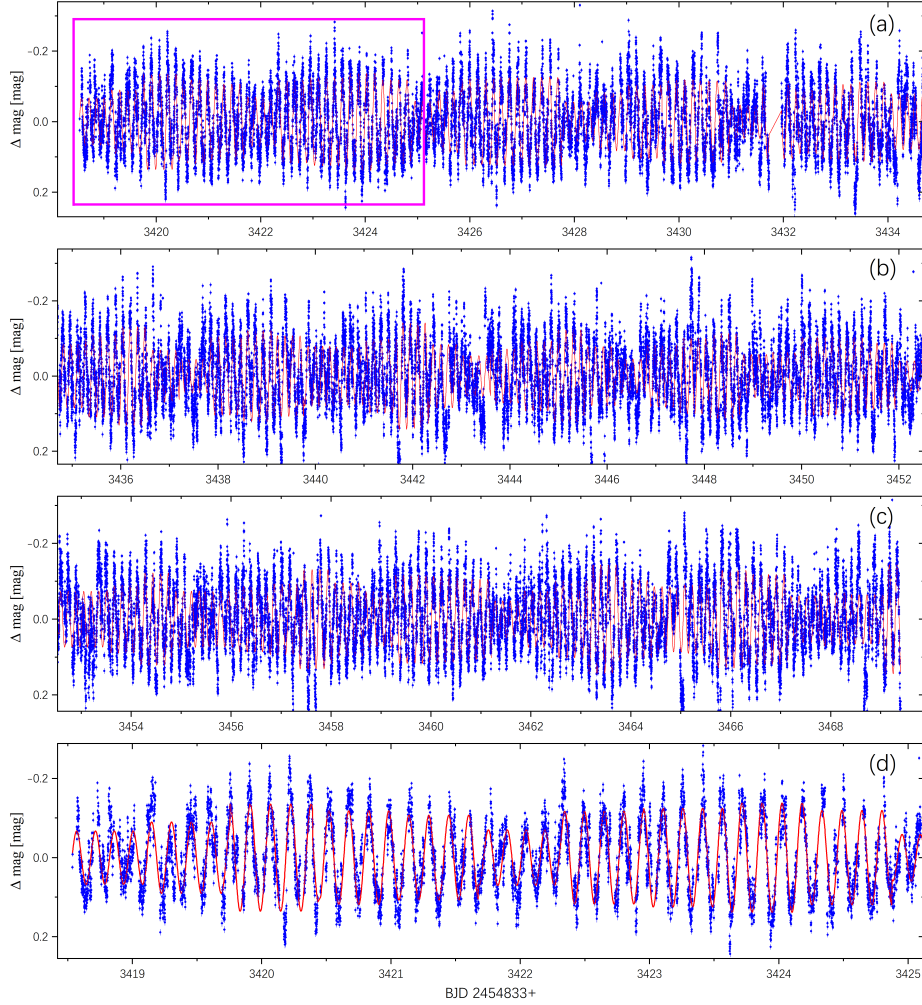 (a)
-0.2
0.0
0.2
Δ mag [mag]
3420 3422 3424 3426 3428 3430 3432 3434
(b)
-0.2
0.0
0.2
Δ mag [mag]
3436 3438 3440 3442 3444 3446 3448 3450 3452
(c)
-0.2
0.0
0.2
Δ mag [mag]
3454 3456 3458 3460 3462 3464 3466 3468
(d)
-0.2
0.0
0.2
Δ mag [mag]
3419 3420 3421 3422 3423 3424 3425
BJD 2454833+